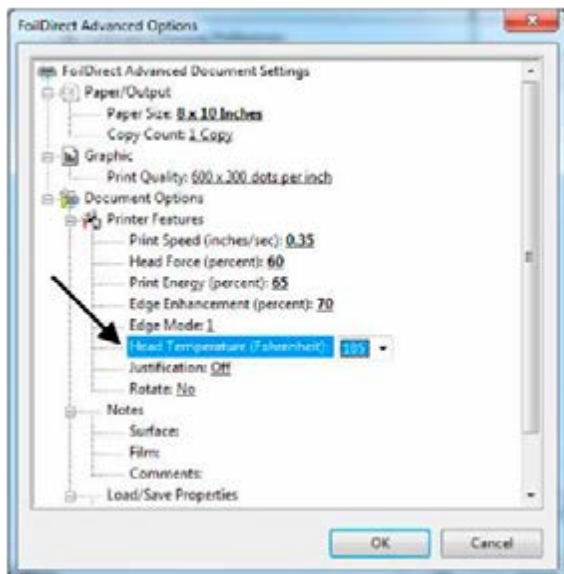 FoilDirect Advanced Options
FoilDirect Advanced Document Settings
Paper/Output
Paper Size: 8 x 10 Inches
Copy Count: 1 Copy
Graphic
Print Quality: 600 x 300 dots per inch
Document Options
Printer Features
Print Speed (inches/sec): 0.35
Head Force (percent): 60
Print Energy (percent): 65
Edge Enhancement (percent): 70
Edge Mode: 1
Head Temperature (Fahrenheit): 105
Justification: Off
Rotate: No
Notes
Surface:
Film:
Comments:
Load/Save Properties
OK Cancel